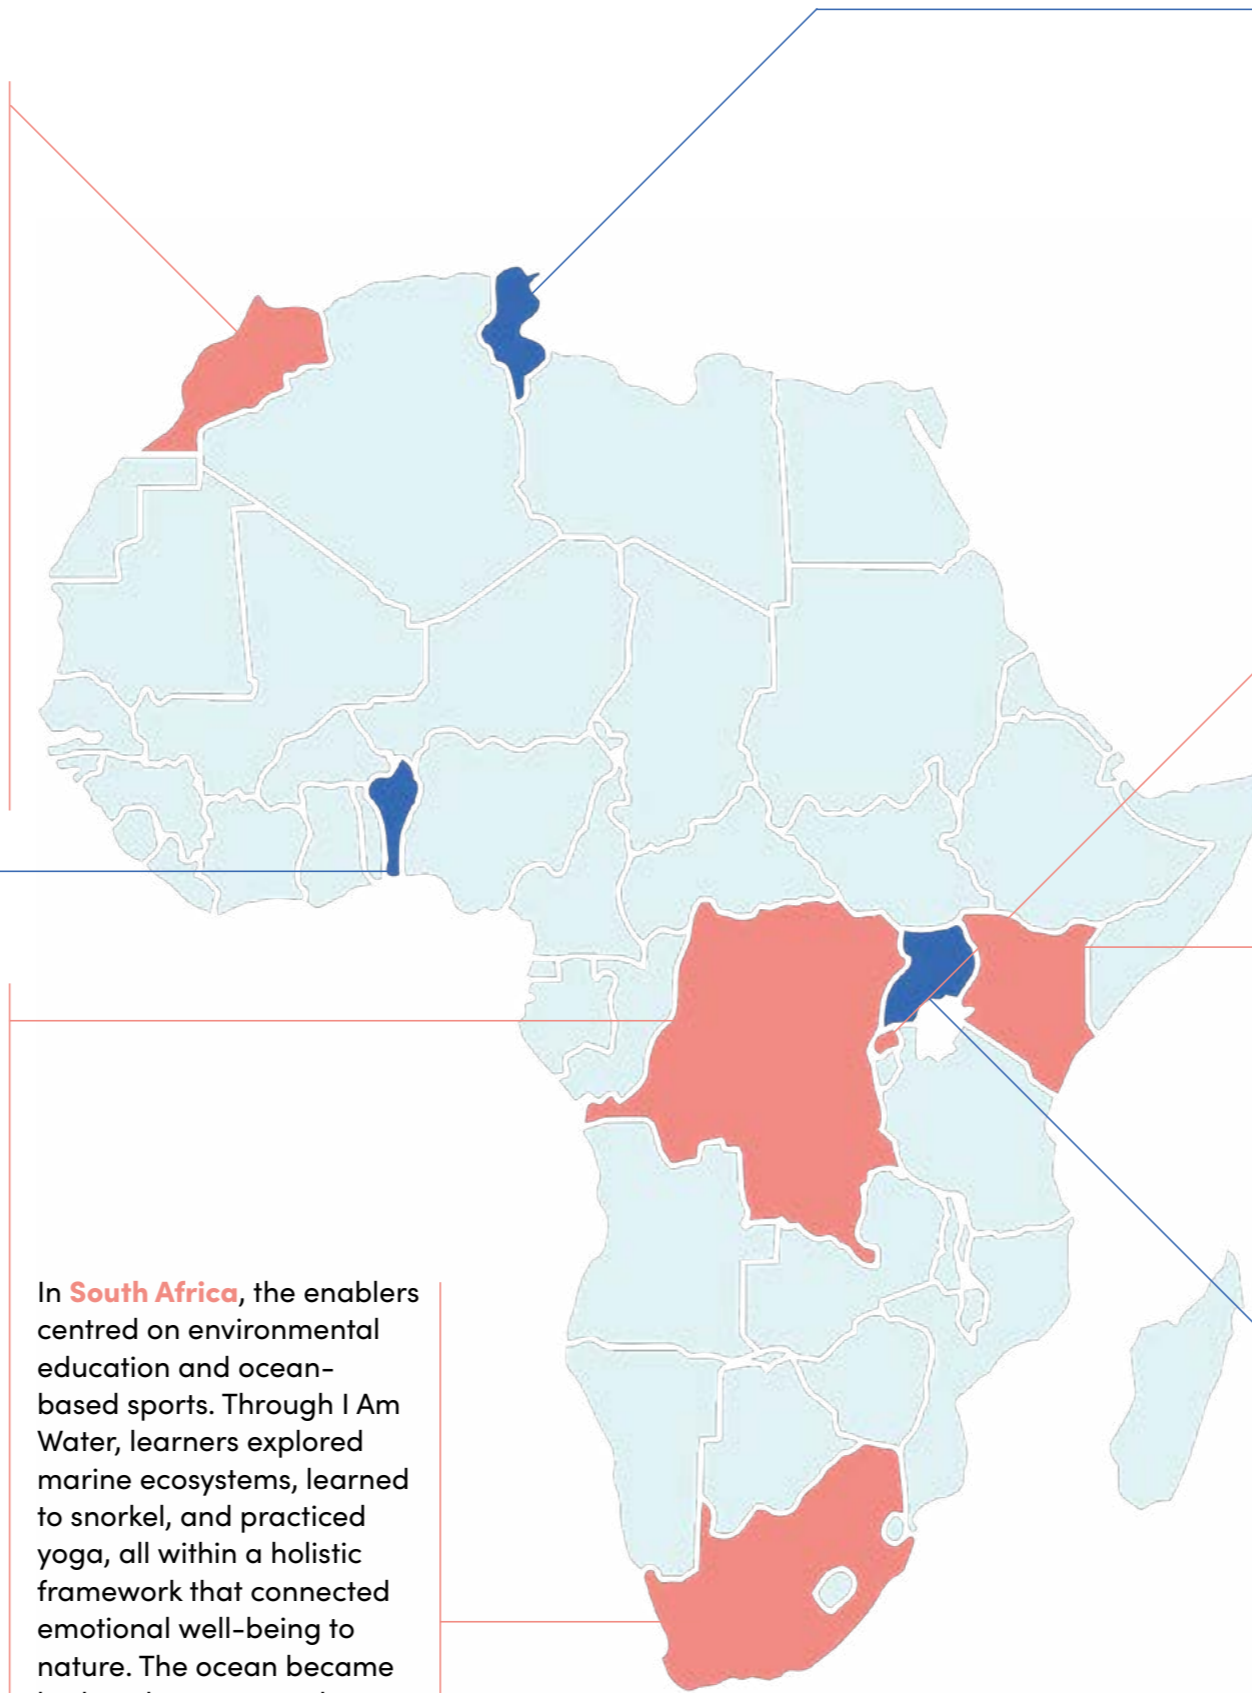 In South Africa, the enablers
centred on environmental
education and ocean-
based sports. Through I Am
Water, learners explored
marine ecosystems, learned
to snorkel, and practiced
yoga, all within a holistic
framework that connected
emotional well-being to
nature. The ocean became